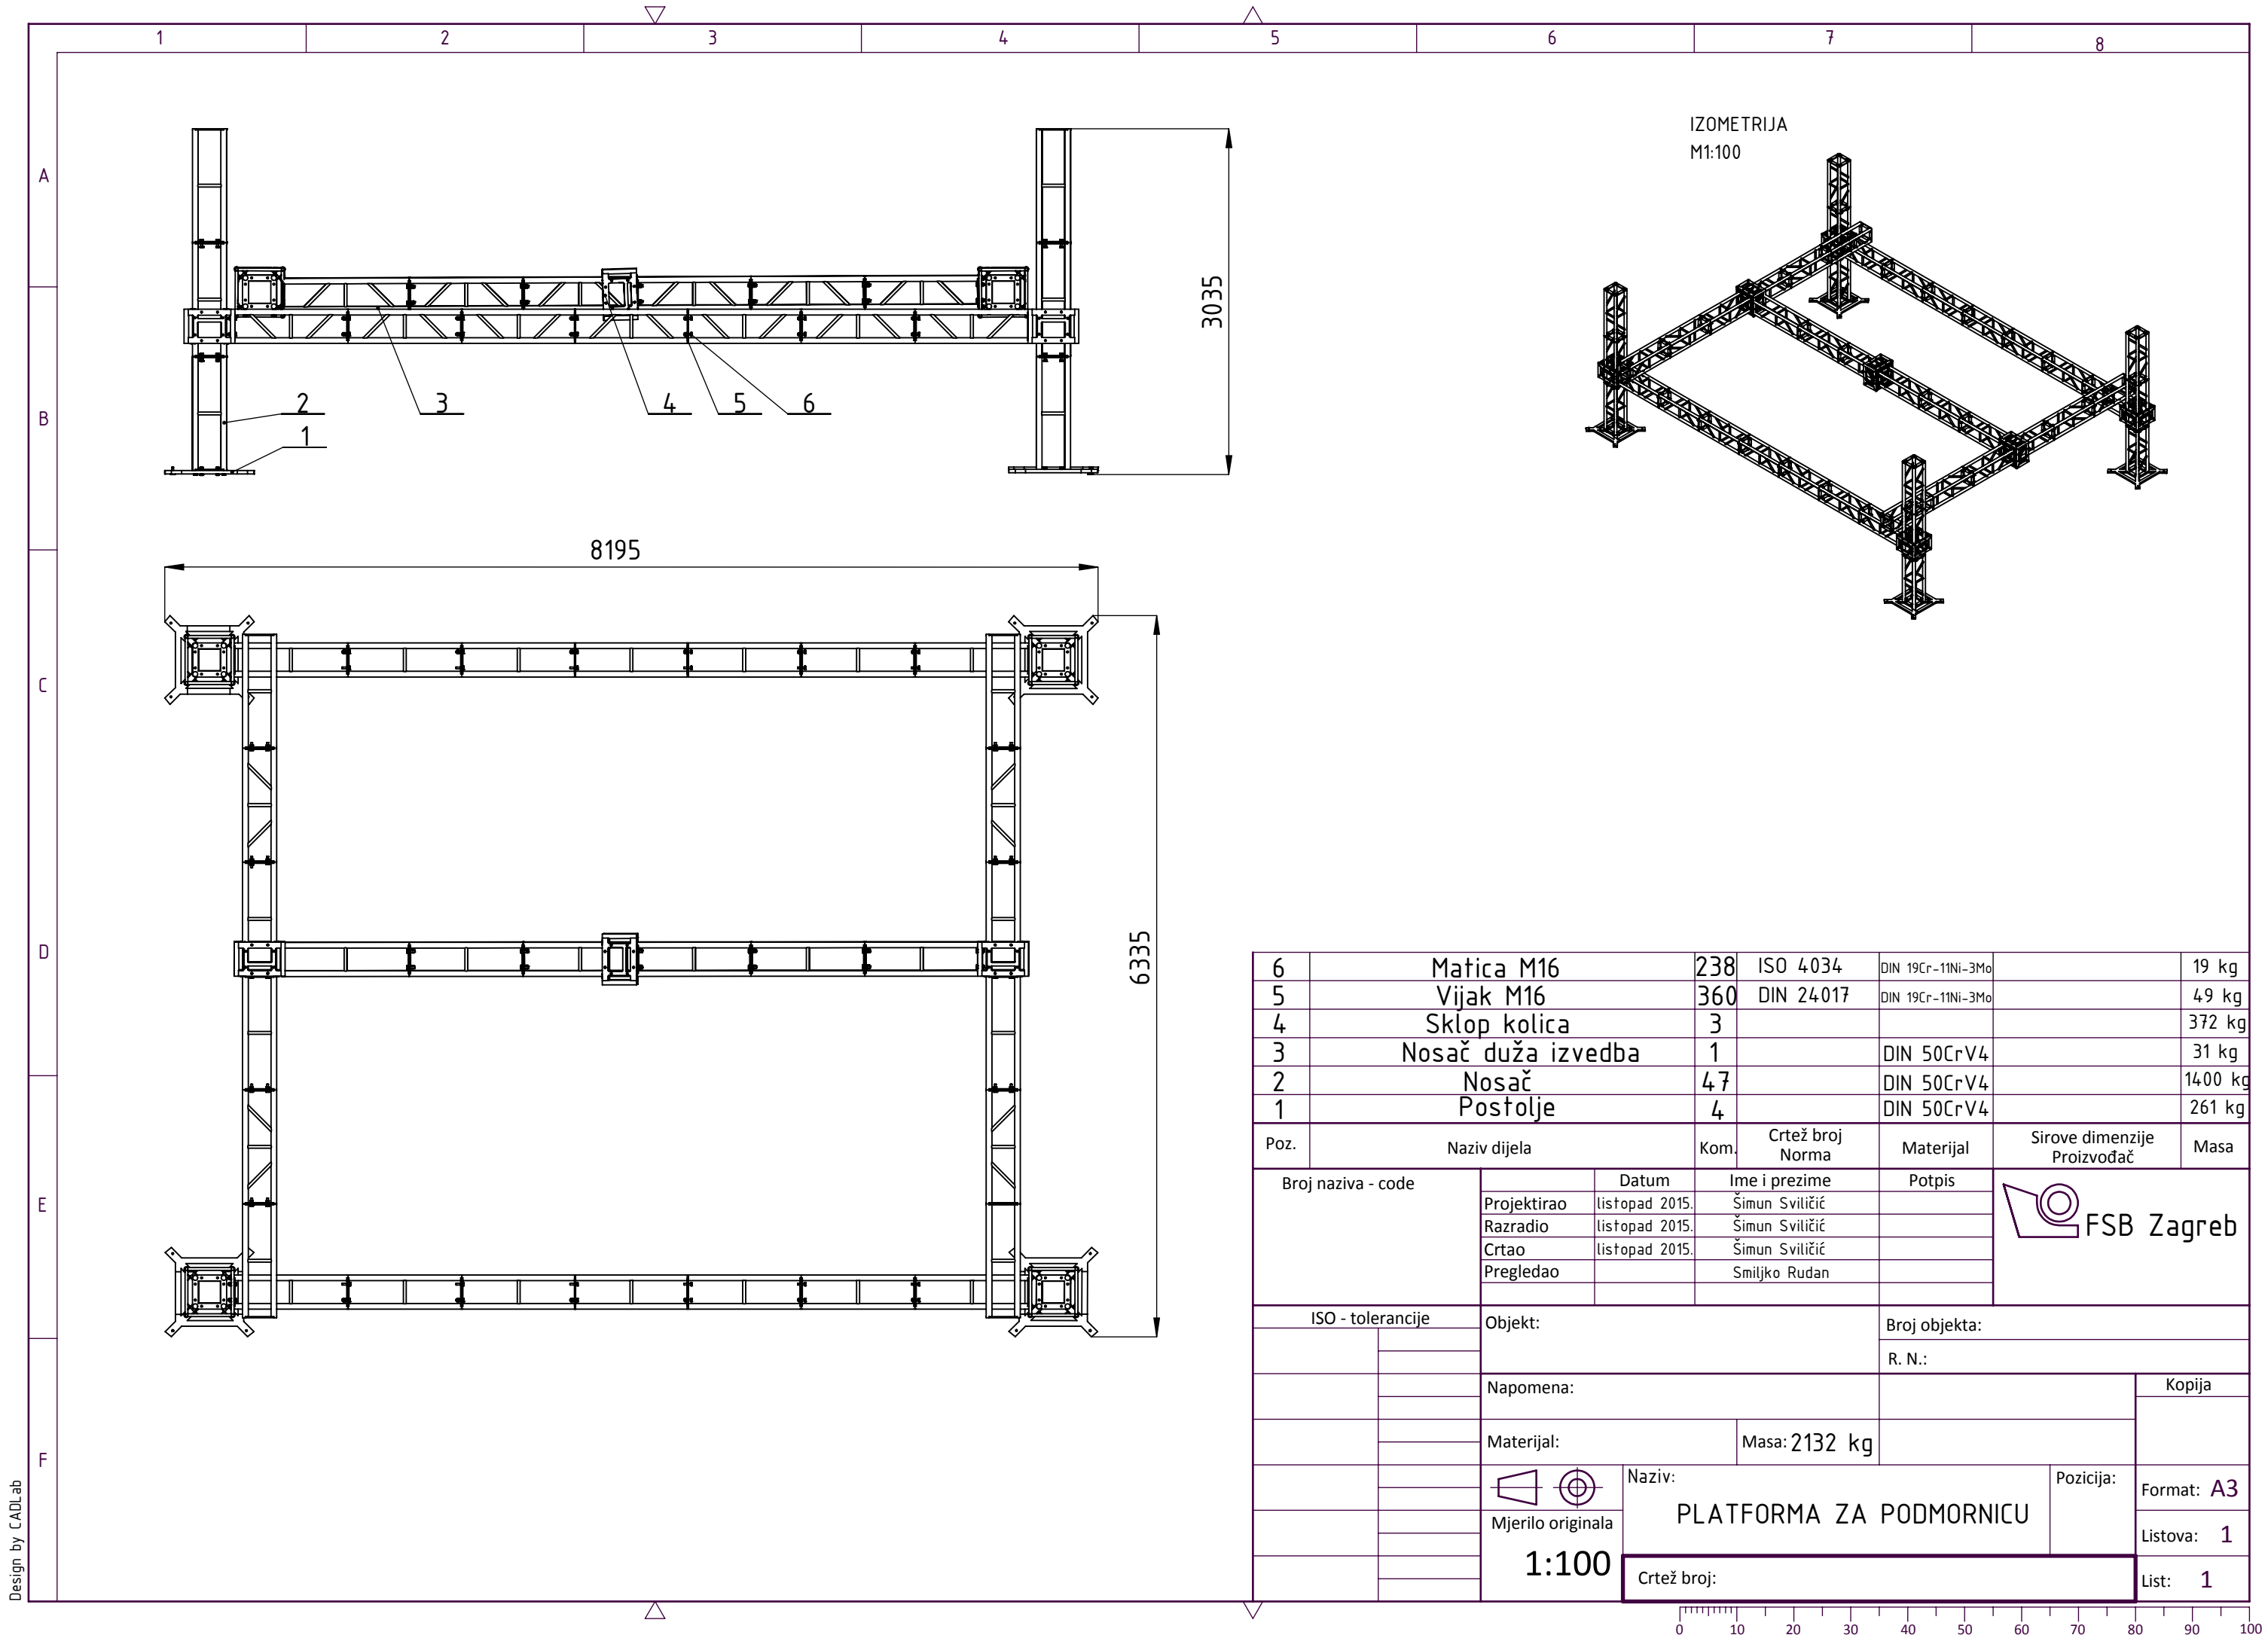 1 2 3 4 5 6 7 8
A
B
C
D
E
F
IZOMETRIJA
M1:100
3035
2
3
4
5
6
1
8195
6335
6 Matica M16 238 ISO 4034 DIN 19Cr-11Ni-3Mo 19 kg
5 Vijak M16 360 DIN 24017 DIN 19Cr-11Ni-3Mo 49 kg
4 Sklop kolica 3 372 kg
3 Nosač duža izvedba 1 DIN 50CrV4 31 kg
2 Nosač 47 DIN 50CrV4 1400 kg
1 Postolje 4 DIN 50CrV4 261 kg
Poz. Naziv dijela Kom. Crtež broj Norma Materijal Sirove dimenzije Proizvođač Masa
Broj naziva - code
Datum Ime i prezime Potpis
Projektirao listopad 2015. Šimun Sviličić
Razradio listopad 2015. Šimun Sviličić
Crtao listopad 2015. Šimun Sviličić
Pregledao Smiljko Rudan
FSB Zagreb
ISO - tolerancije
Objekt:
Broj objekta:
R. N.:
Napomena:
Kopija
Materijal:
Masa: 2132 kg
Naziv:
PLATFORMA ZA PODMORNICU
Pozicija:
Format: A3
Mjerilo originala
1:100
Listova: 1
Crtež broj:
List: 1
Design by CADLab
0 10 20 30 40 50 60 70 80 90 100